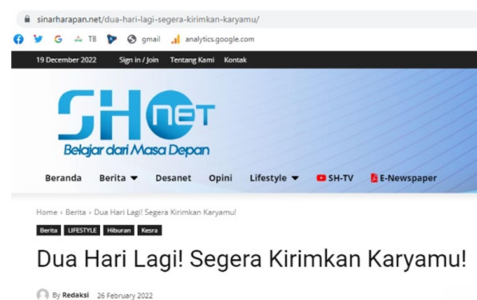 sinarharapan.net/dua-hari-lagi-segera-kirimkan-karyamu/
G TB gmail analytics.google.com
19 December 2022 Sign in / Join Tentang Kami Kontak
SH net
Belajar dari Masa Depan
Beranda Berita Desanet Opini Lifestyle SH-TV E-Newspaper
Home › Berita › Dua Hari Lagi! Segera Kirimkan Karyamu!
Berita LIFESTYLE Hiburan Kesra
Dua Hari Lagi! Segera Kirimkan Karyamu!
By Redaksi 26 February 2022